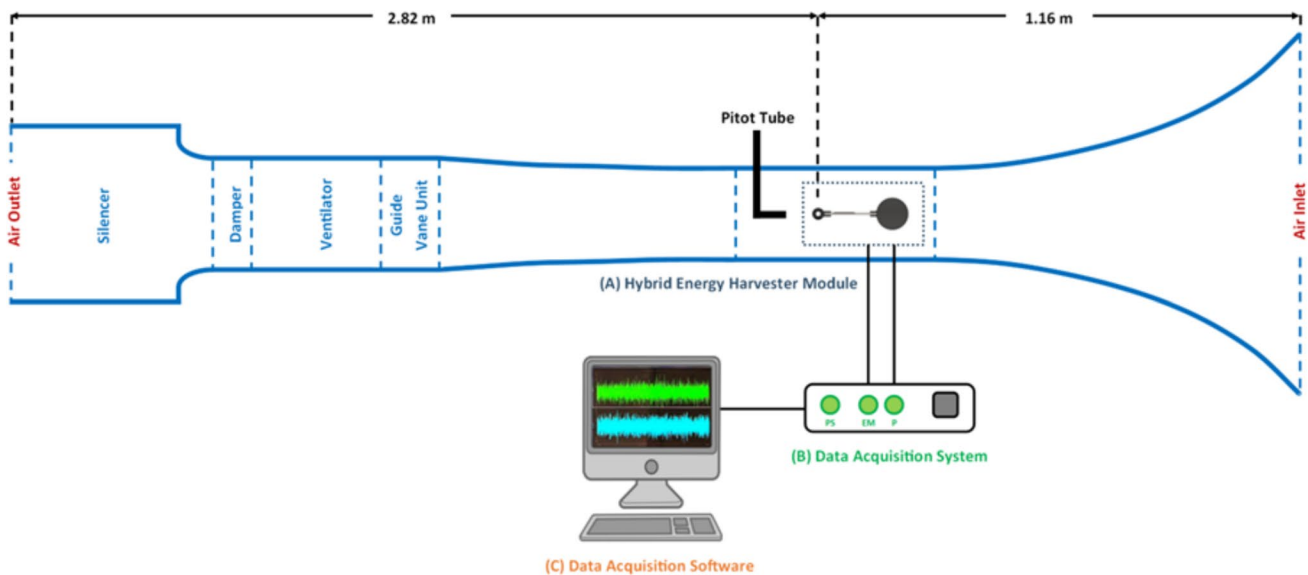 2.82 m
1.16 m
Pitot Tube
Air Outlet
Silencer
Damper
Ventilator
Guide
Vane Unit
Air Inlet
(A) Hybrid Energy Harvester Module
PS
EM
P
(B) Data Acquisition System
(C) Data Acquisition Software